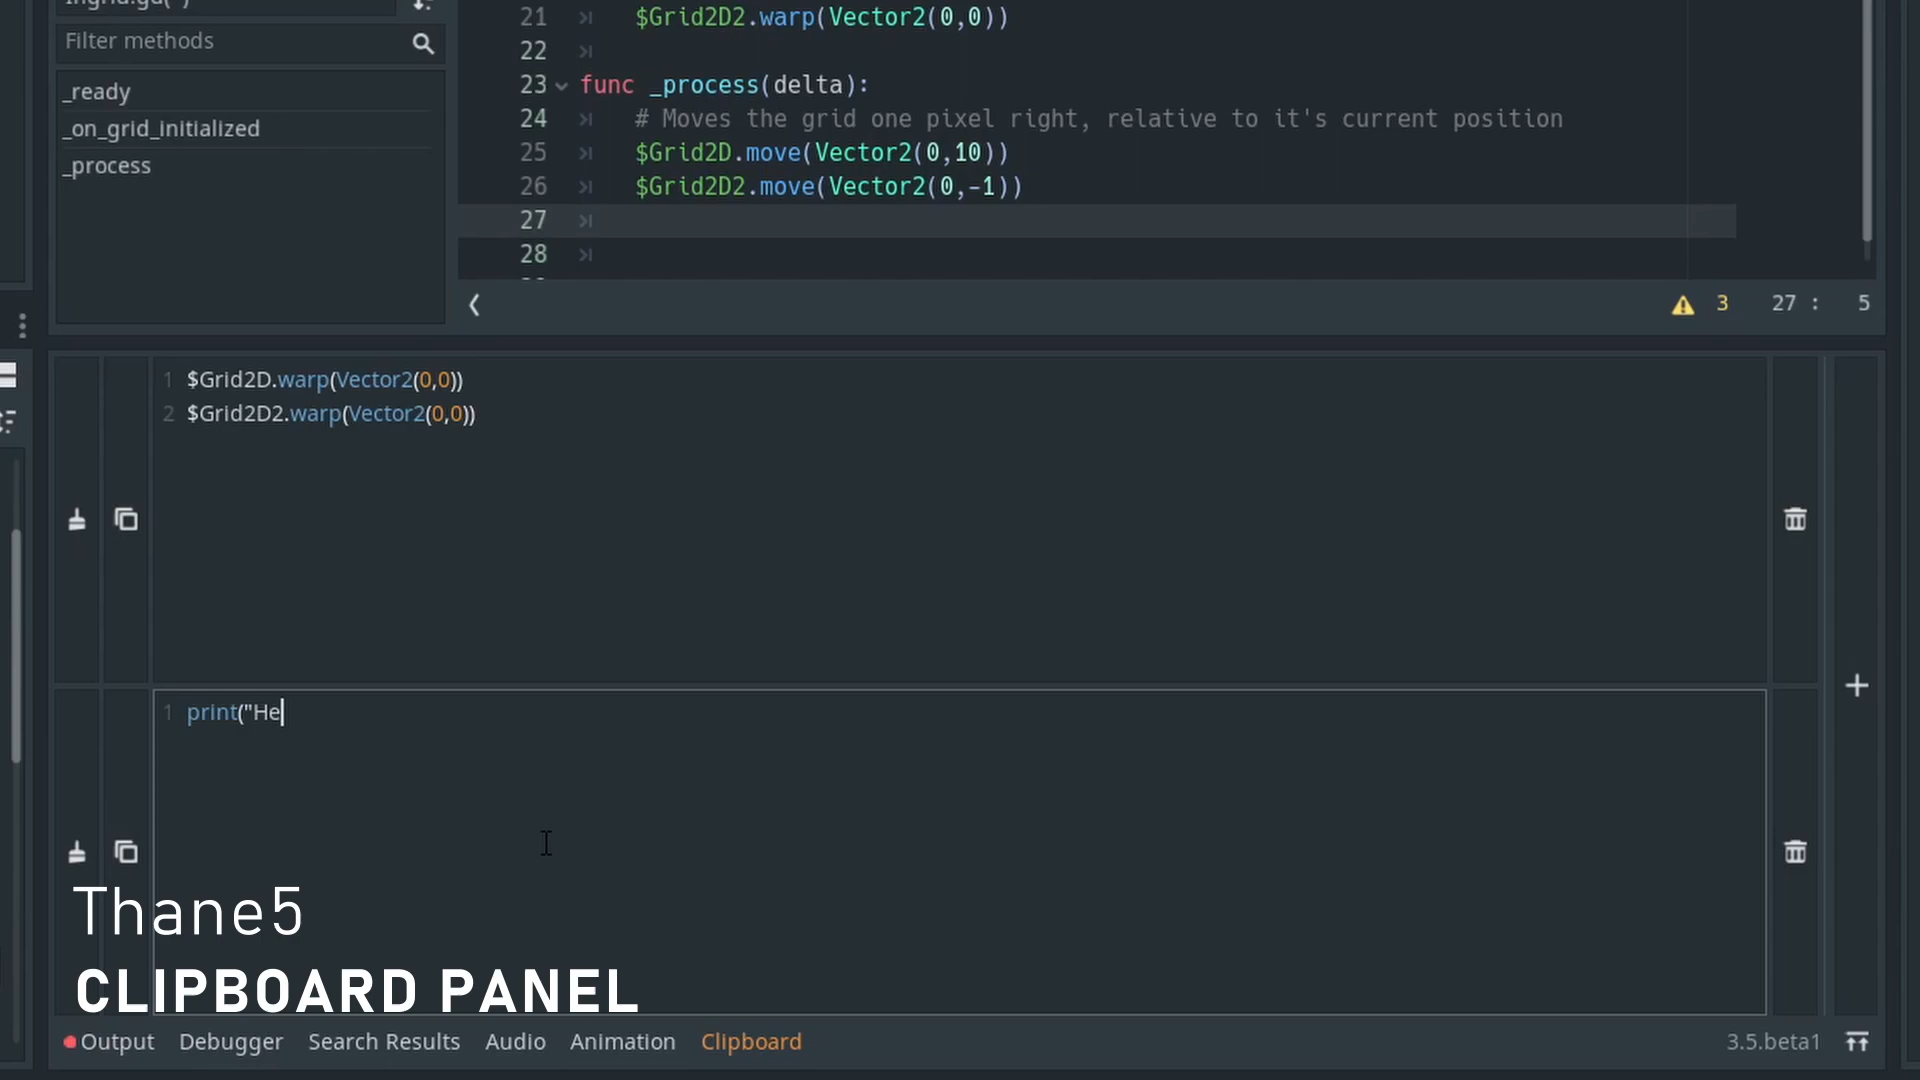 Filter methods
_ready
_on_grid_initialized
_process
21 $Grid2D2.warp(Vector2(0,0))
22
23 func _process(delta):
24 # Moves the grid one pixel right, relative to it's current position
25 $Grid2D.move(Vector2(0,10))
26 $Grid2D2.move(Vector2(0,-1))
27
28
3 27 : 5
1 $Grid2D.warp(Vector2(0,0))
2 $Grid2D2.warp(Vector2(0,0))
1 print("He
Thane5
CLIPBOARD PANEL
Output Debugger Search Results Audio Animation Clipboard 3.5.beta1